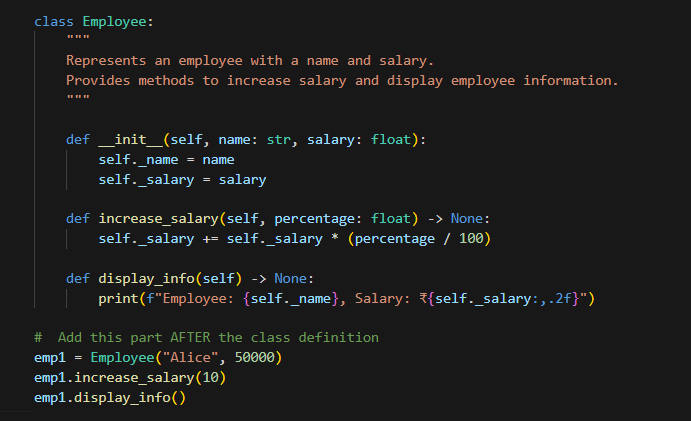 class Employee:
    """
    Represents an employee with a name and salary.
    Provides methods to increase salary and display employee information.
    """
    def __init__(self, name: str, salary: float):
        self._name = name
        self._salary = salary
    def increase_salary(self, percentage: float) -> None:
        self._salary += self._salary * (percentage / 100)
    def display_info(self) -> None:
        print(f"Employee: {self._name}, Salary: ₹{self._salary:,.2f}")
#  Add this part AFTER the class definition
emp1 = Employee("Alice", 50000)
emp1.increase_salary(10)
emp1.display_info()